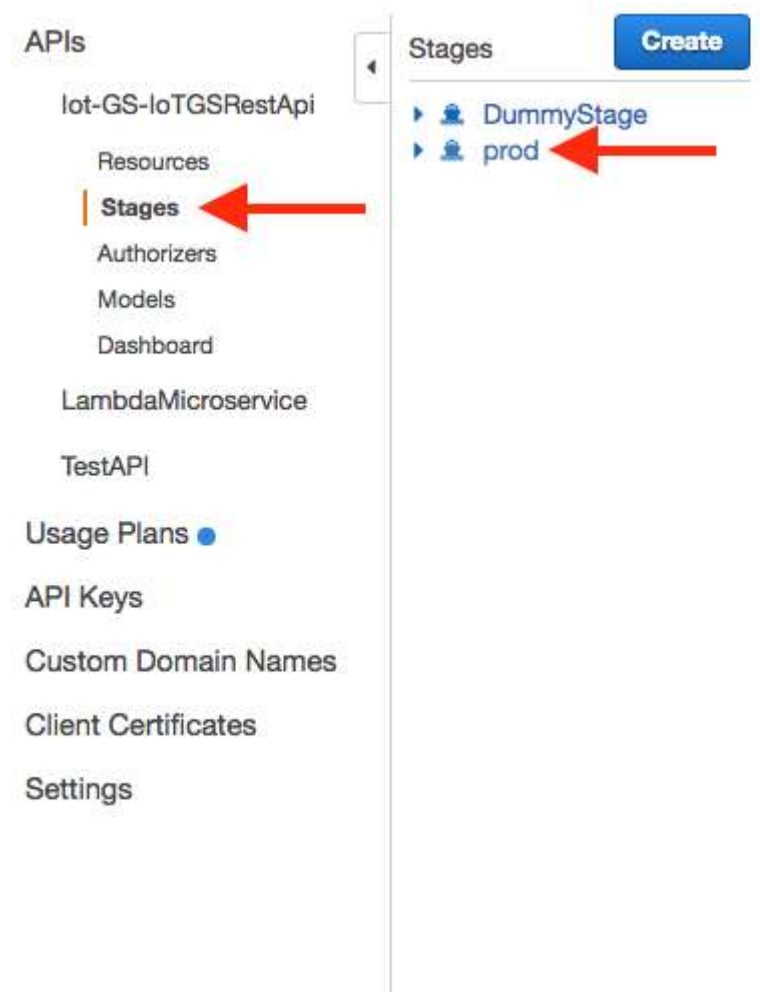 APIs
Iot-GS-IoTGSRestApi
Resources
Stages
Authorizers
Models
Dashboard
LambdaMicroservice
TestAPI
Usage Plans
API Keys
Custom Domain Names
Client Certificates
Settings
Stages
Create
DummyStage
prod